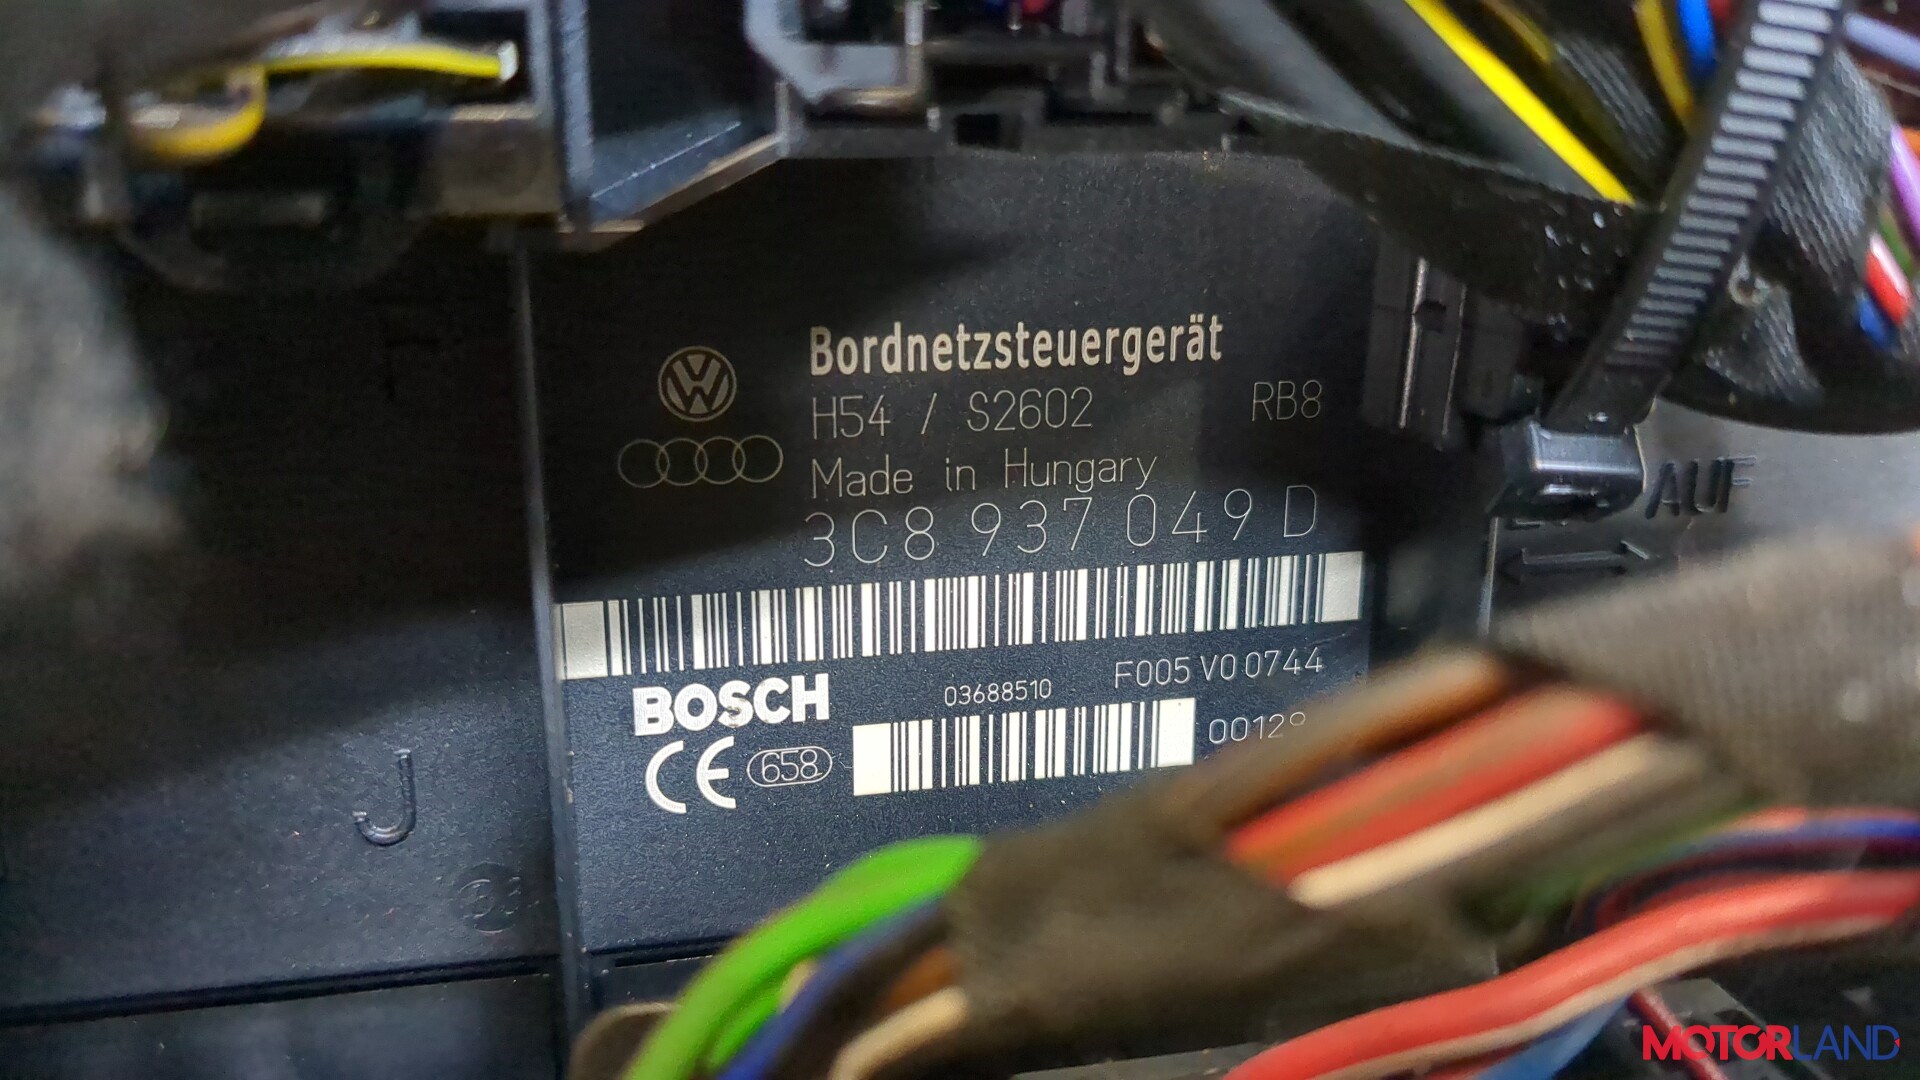 Bordnetzsteuergerät
H54 / S2602 RB8
Made in Hungary
3C8 937 049 D
AUF
BOSCH
03688510
F005 V0 0744
CE 658
MOTORLAND